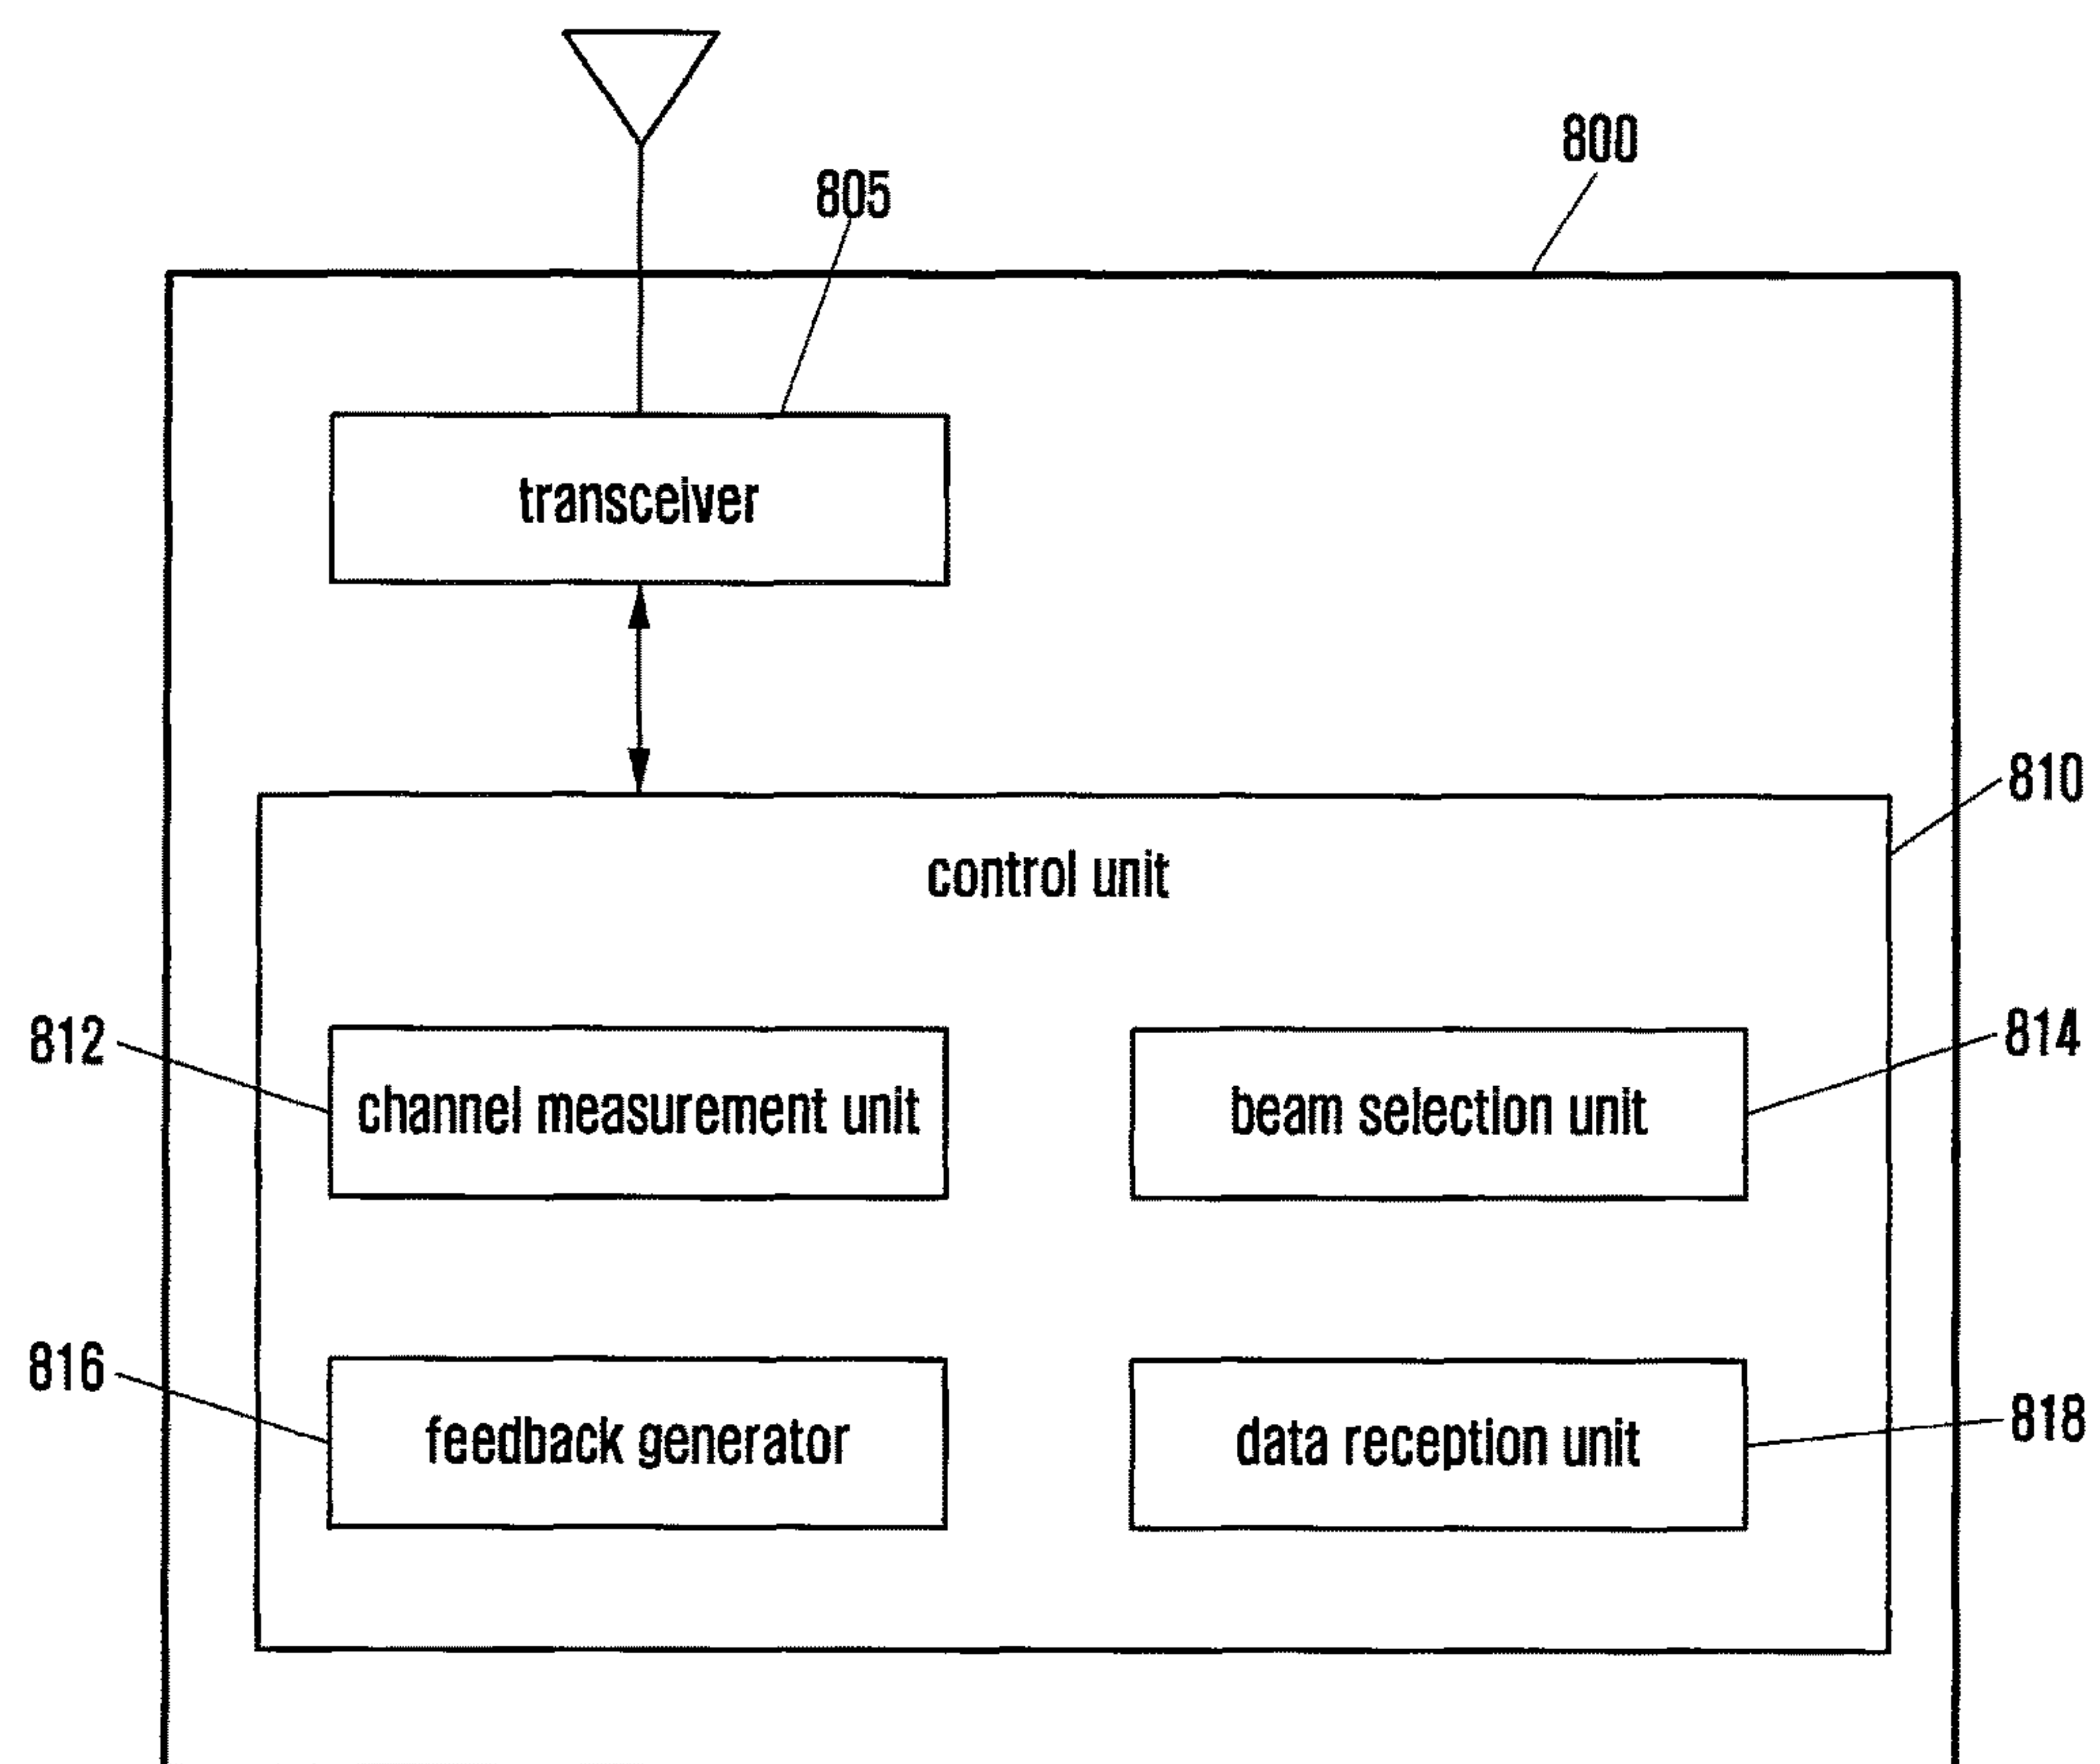 800
805
transceiver
810
control unit
812
814
channel measurement unit
beam selection unit
816
818
feedback generator
data reception unit